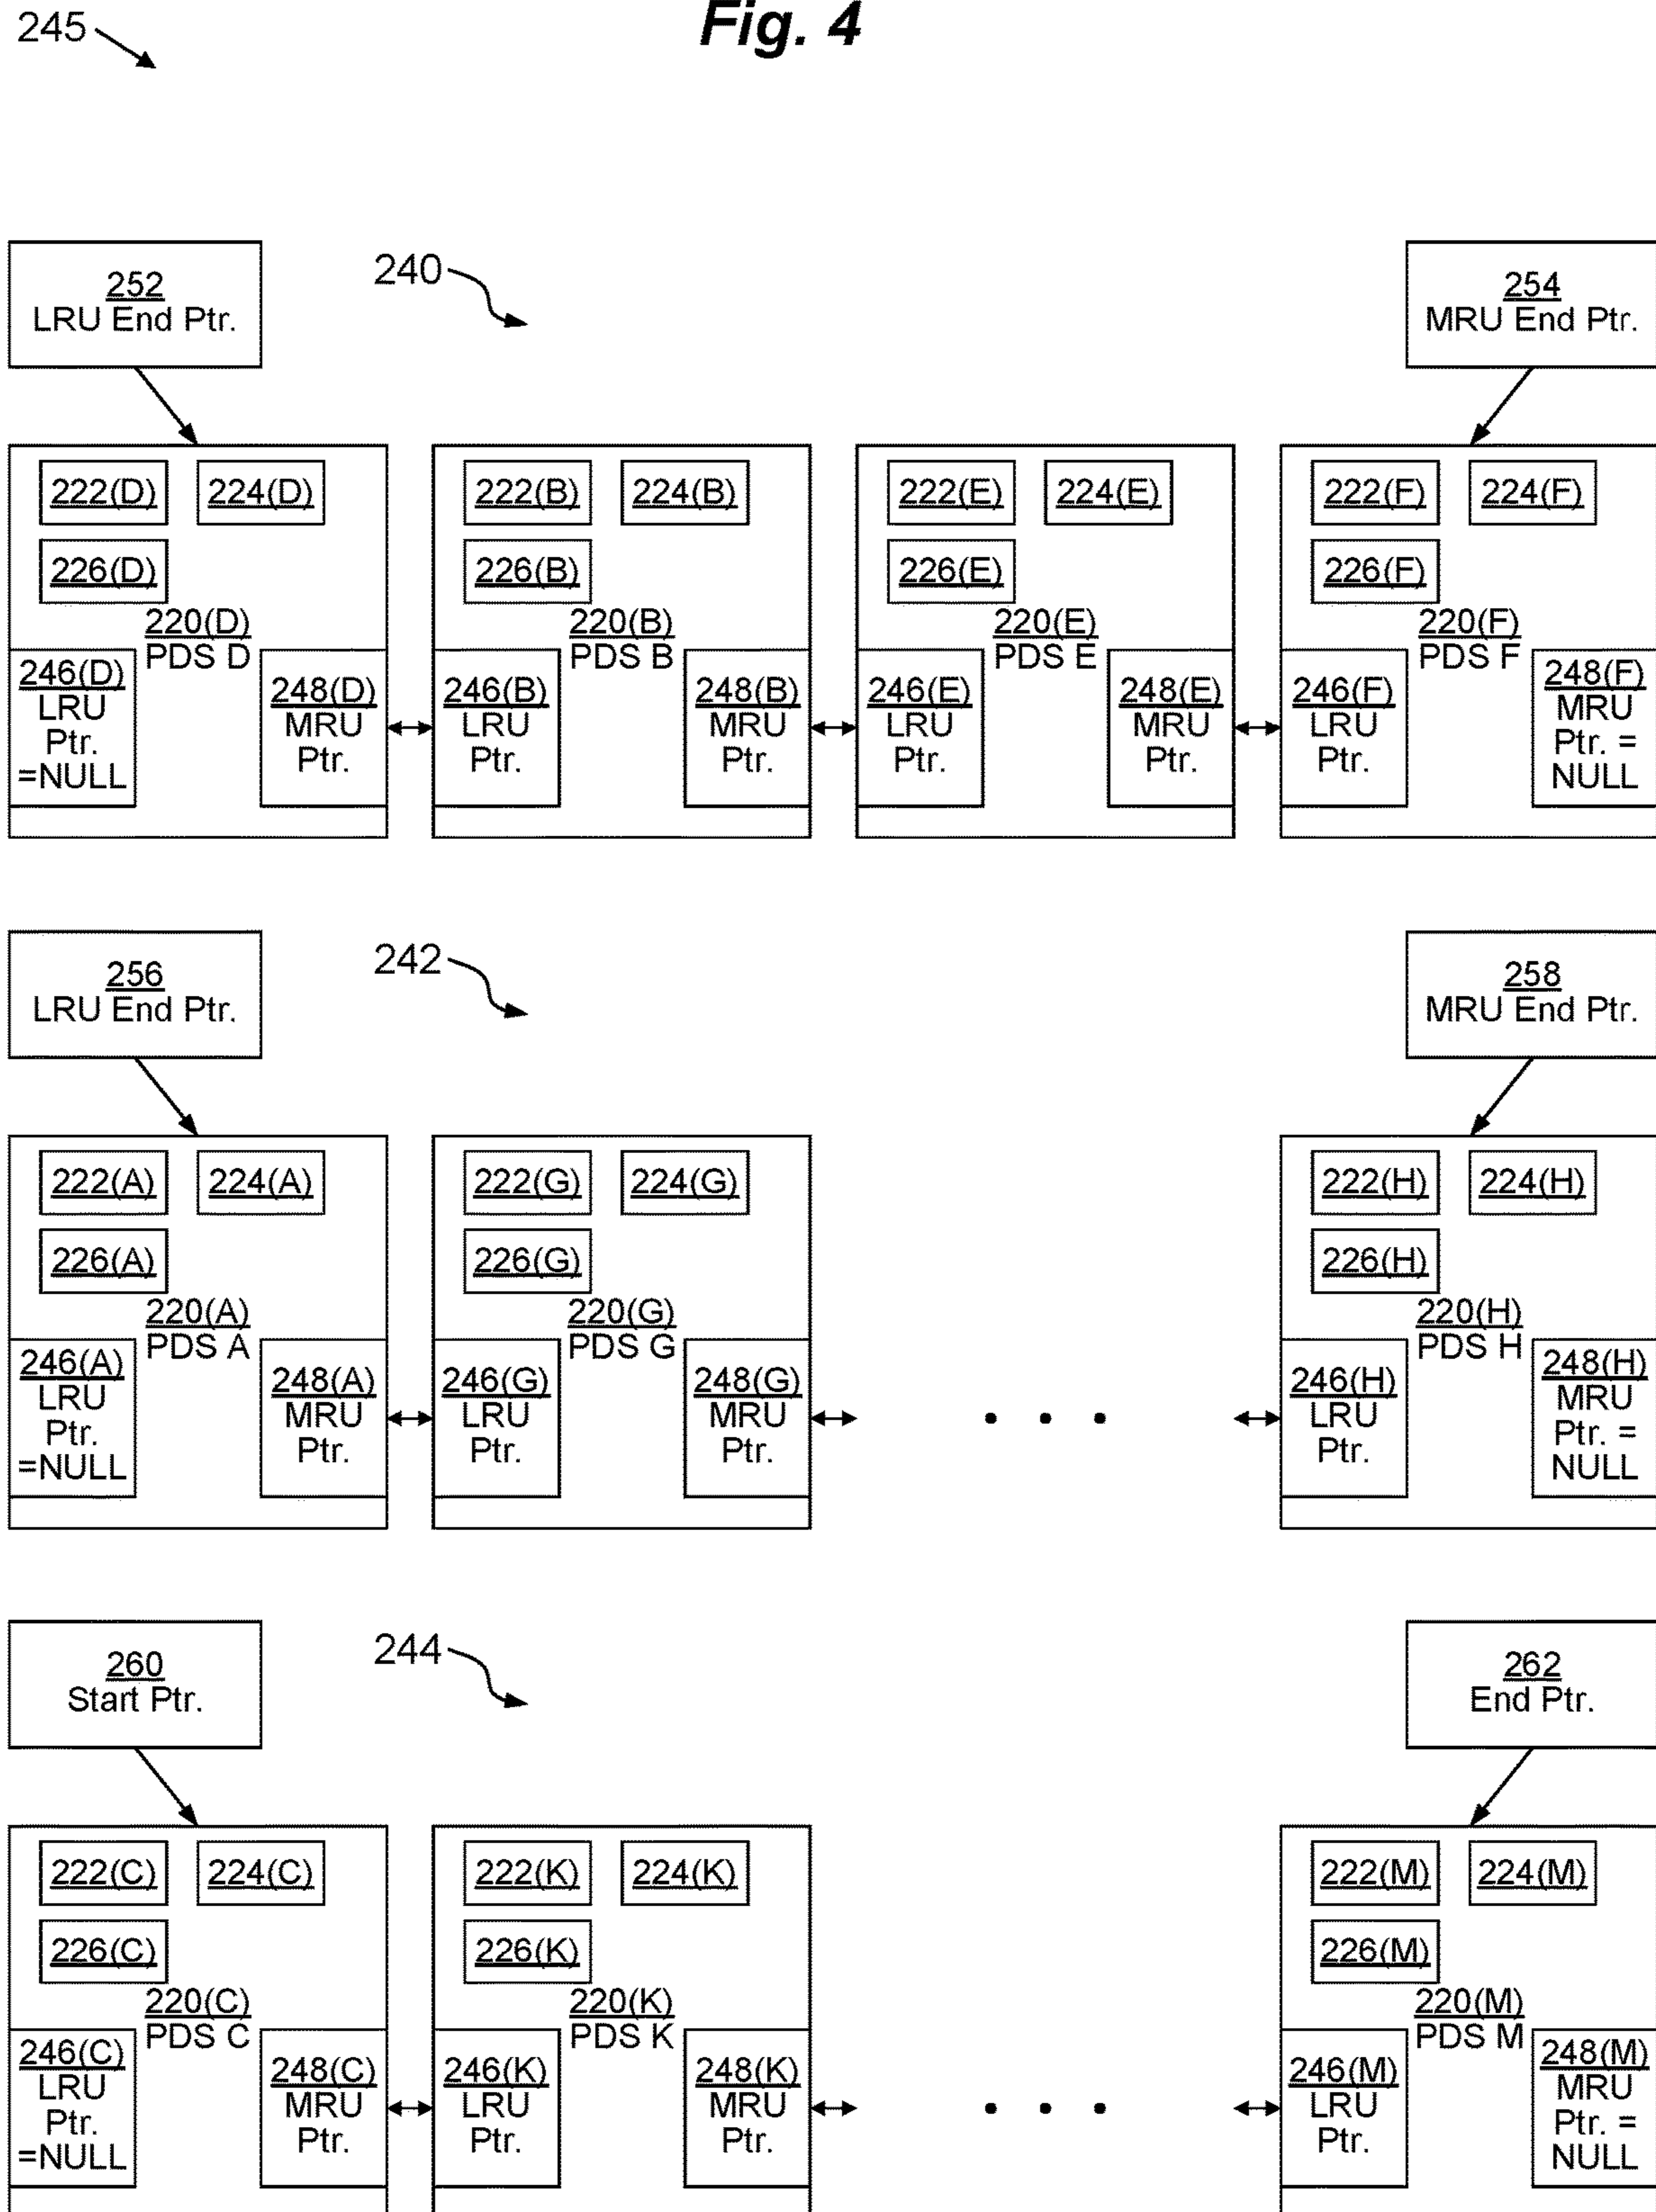 Fig. 4
245
252
LRU End Ptr.
240
254
MRU End Ptr.
222(D) 224(D)
226(D)
220(D)
PDS D
246(D)
LRU
Ptr.
=NULL
248(D)
MRU
Ptr.
222(B) 224(B)
226(B)
220(B)
PDS B
246(B)
LRU
Ptr.
248(B)
MRU
Ptr.
222(E) 224(E)
226(E)
220(E)
PDS E
246(E)
LRU
Ptr.
248(E)
MRU
Ptr.
222(F) 224(F)
226(F)
220(F)
PDS F
246(F)
LRU
Ptr.
248(F)
MRU
Ptr. =
NULL
256
LRU End Ptr.
242
258
MRU End Ptr.
222(A) 224(A)
226(A)
220(A)
PDS A
246(A)
LRU
Ptr.
=NULL
248(A)
MRU
Ptr.
222(G) 224(G)
226(G)
220(G)
PDS G
246(G)
LRU
Ptr.
248(G)
MRU
Ptr.
222(H) 224(H)
226(H)
220(H)
PDS H
246(H)
LRU
Ptr.
248(H)
MRU
Ptr. =
NULL
260
Start Ptr.
244
262
End Ptr.
222(C) 224(C)
226(C)
220(C)
PDS C
246(C)
LRU
Ptr.
=NULL
248(C)
MRU
Ptr.
222(K) 224(K)
226(K)
220(K)
PDS K
246(K)
LRU
Ptr.
248(K)
MRU
Ptr.
222(M) 224(M)
226(M)
220(M)
PDS M
246(M)
LRU
Ptr.
248(M)
MRU
Ptr. =
NULL